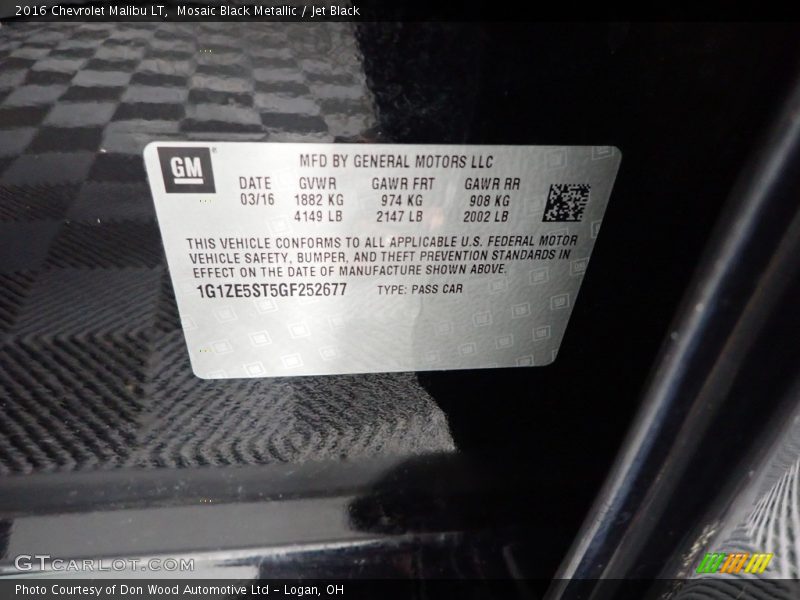 2016 Chevrolet Malibu LT,  Mosaic Black Metallic / Jet Black
GM
MFD BY GENERAL MOTORS LLC
DATE GVWR GAWR FRT GAWR RR
03/16 1882 KG 974 KG 908 KG
4149 LB 2147 LB 2002 LB
THIS VEHICLE CONFORMS TO ALL APPLICABLE U.S. FEDERAL MOTOR
VEHICLE SAFETY, BUMPER, AND THEFT PREVENTION STANDARDS IN
EFFECT ON THE DATE OF MANUFACTURE SHOWN ABOVE.
1G1ZE5ST5GF252677 TYPE: PASS CAR
GTCarLot.com
Photo Courtesy of Don Wood Automotive Ltd - Logan, OH